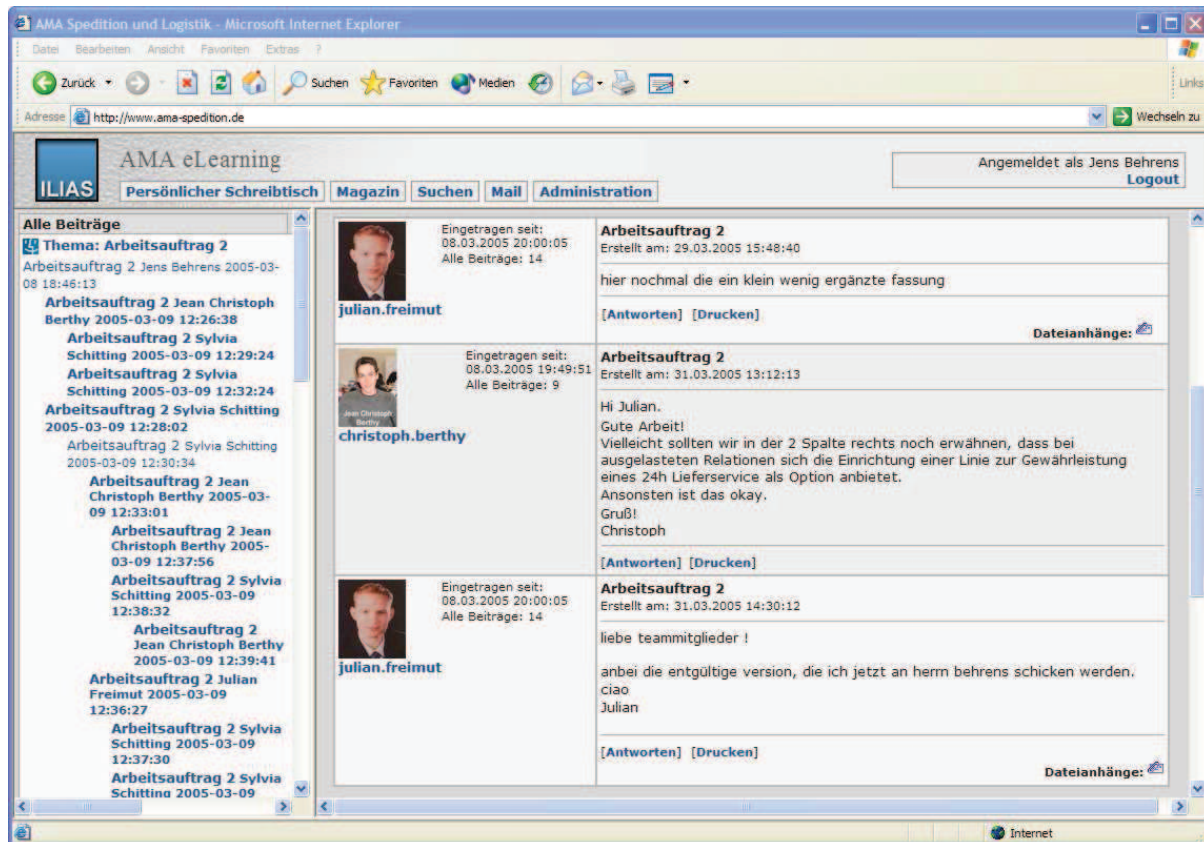 AMA Spedition und Logistik - Microsoft Internet Explorer
Datei Bearbeiten Ansicht Favoriten Extras ?
Zurück Suchen Favoriten Medien Links
Adresse http://www.ama-spedition.de Wechseln zu
ILIAS
AMA eLearning
Angemeldet als Jens Behrens
Logout
Persönlicher Schreibtisch Magazin Suchen Mail Administration
Alle Beiträge
Thema: Arbeitsauftrag 2
Arbeitsauftrag 2 Jens Behrens 2005-03-
08 18:46:13
Arbeitsauftrag 2 Jean Christoph
Berthy 2005-03-09 12:26:38
Arbeitsauftrag 2 Sylvia
Schitting 2005-03-09 12:29:24
Arbeitsauftrag 2 Sylvia
Schitting 2005-03-09 12:32:24
Arbeitsauftrag 2 Sylvia Schitting
2005-03-09 12:28:02
Arbeitsauftrag 2 Sylvia Schitting
2005-03-09 12:30:34
Arbeitsauftrag 2 Jean
Christoph Berthy 2005-03-
09 12:33:01
Arbeitsauftrag 2 Jean
Christoph Berthy 2005-
03-09 12:37:56
Arbeitsauftrag 2 Sylvia
Schitting 2005-03-09
12:38:32
Arbeitsauftrag 2
Jean Christoph Berthy
2005-03-09 12:39:41
Arbeitsauftrag 2 Julian
Freimut 2005-03-09
12:36:27
Arbeitsauftrag 2 Sylvia
Schitting 2005-03-09
12:37:30
Arbeitsauftrag 2 Sylvia
Schitting 2005-03-09
julian.freimut
Eingetragen seit:
08.03.2005 20:00:05
Alle Beiträge: 14
Arbeitsauftrag 2
Erstellt am: 29.03.2005 15:48:40
hier nochmal die ein klein wenig ergänzte fassung
[Antworten] [Drucken]
Dateianhänge:
Jean Christoph
Berthy
christoph.berthy
Eingetragen seit:
08.03.2005 19:49:51
Alle Beiträge: 9
Arbeitsauftrag 2
Erstellt am: 31.03.2005 13:12:13
Hi Julian.
Gute Arbeit!
Vielleicht sollten wir in der 2 Spalte rechts noch erwähnen, dass bei
ausgelasteten Relationen sich die Einrichtung einer Linie zur Gewährleistung
eines 24h Lieferservice als Option anbietet.
Ansonsten ist das okay.
Gruß!
Christoph
[Antworten] [Drucken]
julian.freimut
Eingetragen seit:
08.03.2005 20:00:05
Alle Beiträge: 14
Arbeitsauftrag 2
Erstellt am: 31.03.2005 14:30:12
liebe teammitglieder !
anbei die entgültige version, die ich jetzt an herrn behrens schicken werden.
ciao
Julian
[Antworten] [Drucken]
Dateianhänge:
Internet